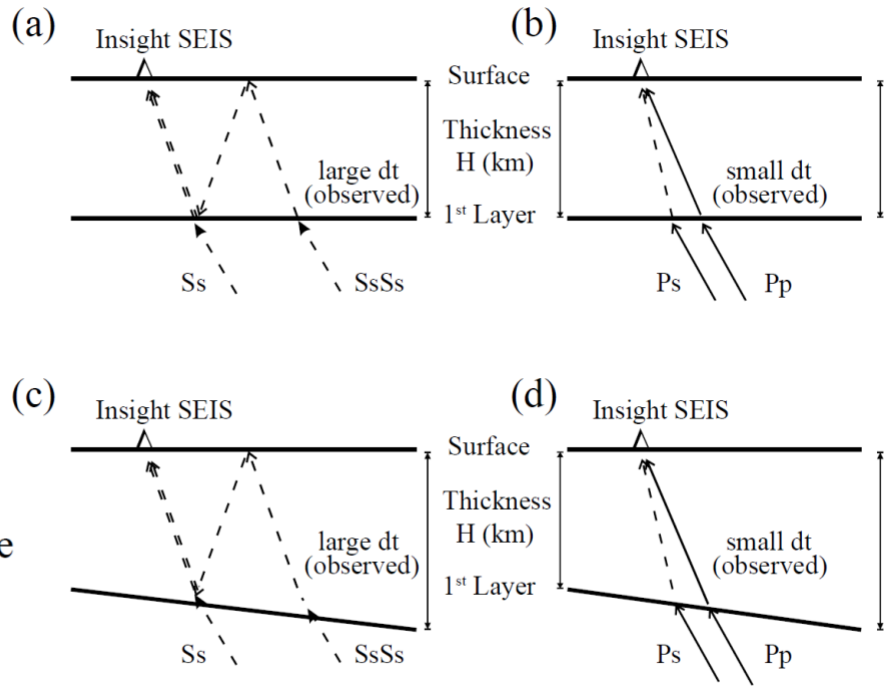 (a)
(b)
Insight SEIS
Insight SEIS
Surface
Thickness
H (km)
large dt
(observed)
small dt
(observed)
1st Layer
Ss
SsSs
Ps
Pp
(c)
(d)
Insight SEIS
Insight SEIS
Surface
Thickness
H (km)
large dt
(observed)
small dt
(observed)
e
1st Layer
Ss
SsSs
Ps
Pp